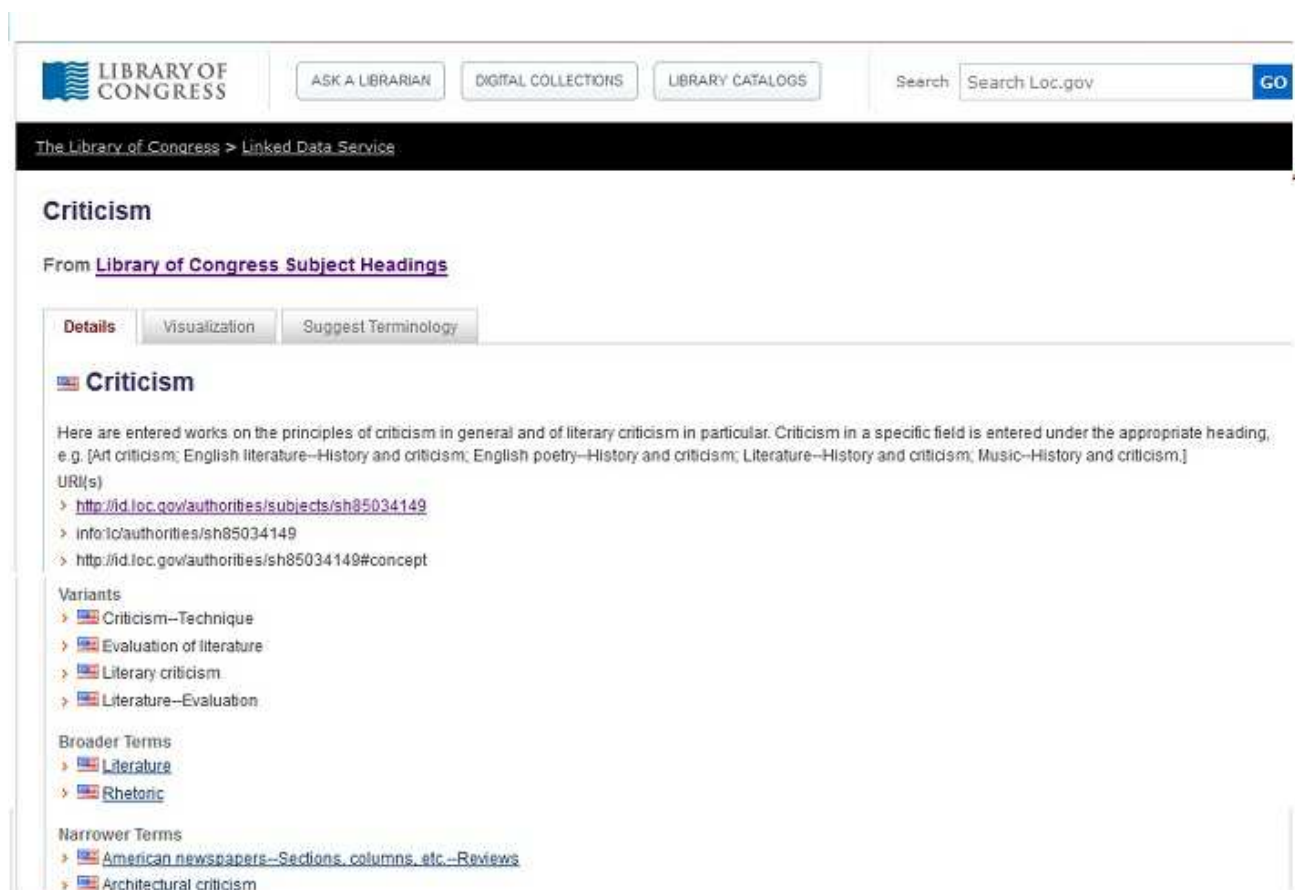 LIBRARY OF
CONGRESS
ASK A LIBRARIAN
DIGITAL COLLECTIONS
LIBRARY CATALOGS
Search
Search Loc.gov
GO
The Library of Congress > Linked Data Service
Criticism
From Library of Congress Subject Headings
Details
Visualization
Suggest Terminology
Criticism
Here are entered works on the principles of criticism in general and of literary criticism in particular. Criticism in a specific field is entered under the appropriate heading,
e.g. [Art criticism; English literature--History and criticism; English poetry--History and criticism; Literature--History and criticism; Music--History and criticism.]
URI(s)
> http://id.loc.gov/authorities/subjects/sh85034149
> info:lc/authorities/sh85034149
> http://id.loc.gov/authorities/sh85034149#concept
Variants
> Criticism--Technique
> Evaluation of literature
> Literary criticism
> Literature--Evaluation
Broader Terms
> Literature
> Rhetoric
Narrower Terms
> American newspapers--Sections, columns, etc.--Reviews
> Architectural criticism